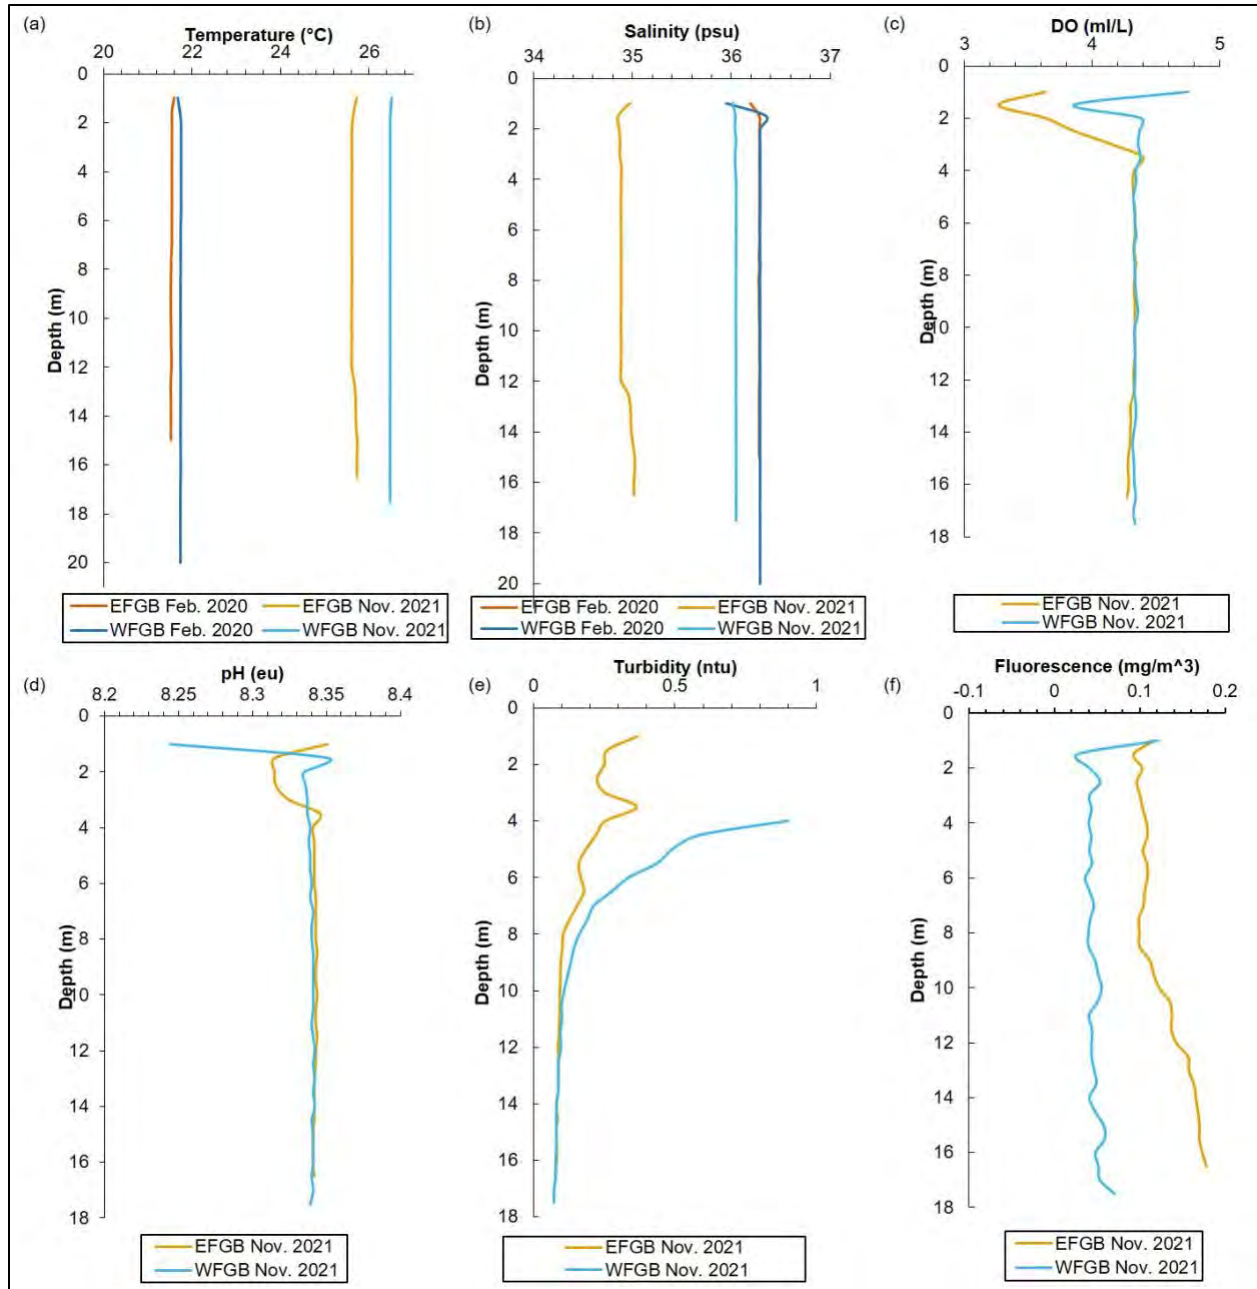 (a)
Temperature (°C)
20 22 24 26
0
2
4
6
8
10
12
14
16
18
20
Depth (m)
EFGB Feb. 2020 EFGB Nov. 2021
WFGB Feb. 2020 WFGB Nov. 2021
(b)
Salinity (psu)
34 35 36 37
0
2
4
6
8
10
12
14
16
18
20
Depth (m)
EFGB Feb. 2020 EFGB Nov. 2021
WFGB Feb. 2020 WFGB Nov. 2021
(c)
DO (ml/L)
3 4 5
0
2
4
6
8
10
12
14
16
18
Depth (m)
EFGB Nov. 2021
WFGB Nov. 2021
(d)
pH (eu)
8.2 8.25 8.3 8.35 8.4
0
2
4
6
8
10
12
14
16
18
Depth (m)
EFGB Nov. 2021
WFGB Nov. 2021
(e)
Turbidity (ntu)
0 0.5 1
0
2
4
6
8
10
12
14
16
18
Depth (m)
EFGB Nov. 2021
WFGB Nov. 2021
(f)
Fluorescence (mg/m^3)
-0.1 0 0.1 0.2
0
2
4
6
8
10
12
14
16
18
Depth (m)
EFGB Nov. 2021
WFGB Nov. 2021